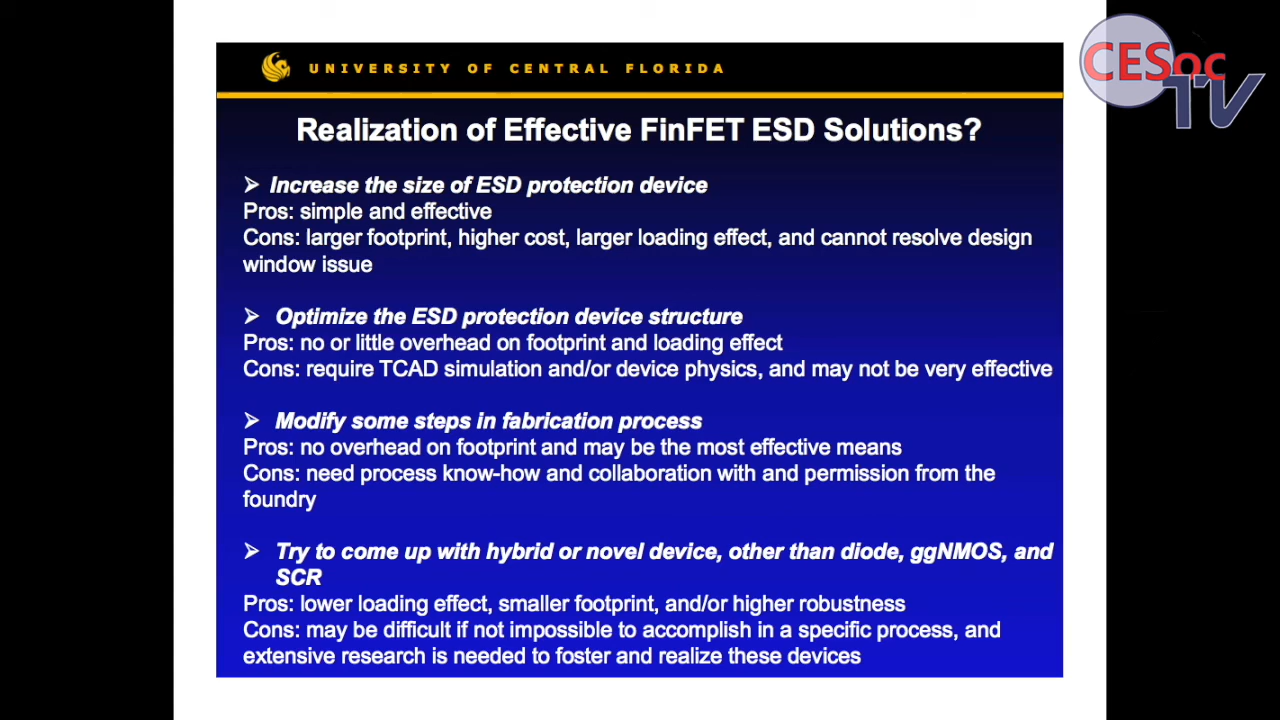 UNIVERSITY OF CENTRAL FLORIDA
CESoc
TV
Realization of Effective FinFET ESD Solutions?
➢ Increase the size of ESD protection device
Pros: simple and effective
Cons: larger footprint, higher cost, larger loading effect, and cannot resolve design
window issue
➢ Optimize the ESD protection device structure
Pros: no or little overhead on footprint and loading effect
Cons: require TCAD simulation and/or device physics, and may not be very effective
➢ Modify some steps in fabrication process
Pros: no overhead on footprint and may be the most effective means
Cons: need process know-how and collaboration with and permission from the
foundry
➢ Try to come up with hybrid or novel device, other than diode, ggNMOS, and
SCR
Pros: lower loading effect, smaller footprint, and/or higher robustness
Cons: may be difficult if not impossible to accomplish in a specific process, and
extensive research is needed to foster and realize these devices